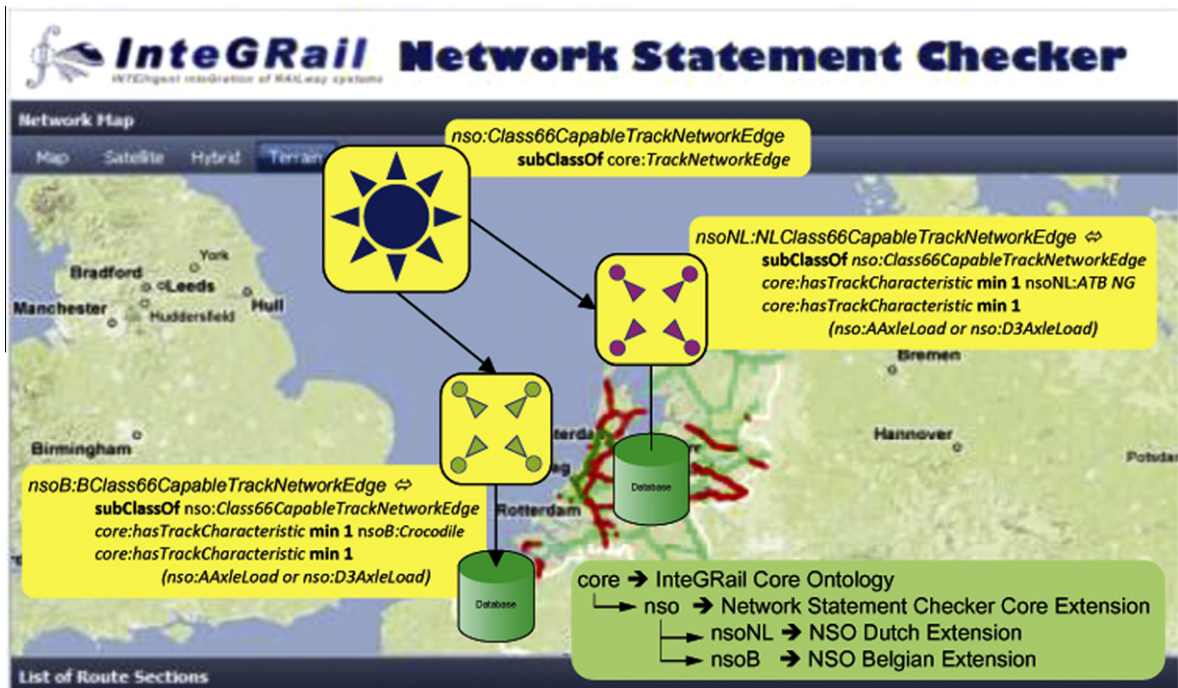 InteGRail Network Statement Checker
INTElligent inteGration of RAILway systems
Network Map
Map Satellite Hybrid Terrain
nso:Class66CapableTrackNetworkEdge
subClassOf core:TrackNetworkEdge
nsoNL:NLClass66CapableTrackNetworkEdge ⇔
subClassOf nso:Class66CapableTrackNetworkEdge
core:hasTrackCharacteristic min 1 nsoNL:ATB NG
core:hasTrackCharacteristic min 1
(nso:AAxleLoad or nso:D3AxleLoad)
York
Bradford
Leeds
Hull
Manchester
Huddersfield
Bremen
Birmingham
Hannover
Potsda
Rotterdam
Database
nsoB:BClass66CapableTrackNetworkEdge ⇔
subClassOf nso:Class66CapableTrackNetworkEdge
core:hasTrackCharacteristic min 1 nsoB:Crocodile
core:hasTrackCharacteristic min 1
(nso:AAxleLoad or nso:D3AxleLoad)
Database
core ➔ InteGRail Core Ontology
nso ➔ Network Statement Checker Core Extension
nsoNL ➔ NSO Dutch Extension
nsoB ➔ NSO Belgian Extension
List of Route Sections